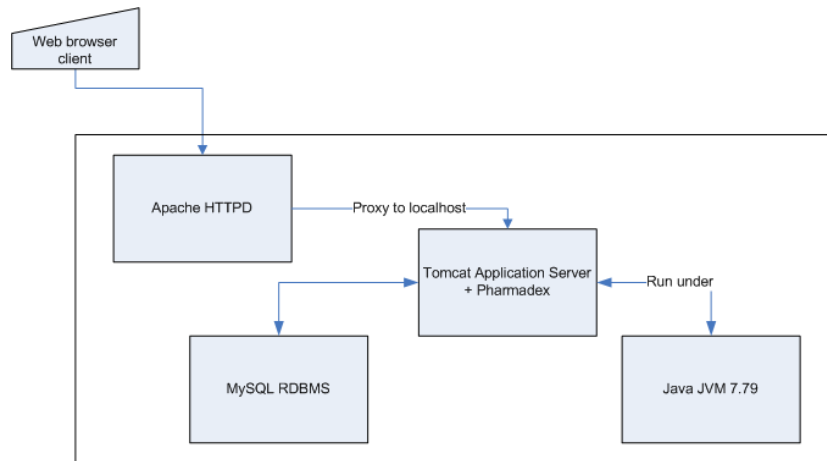 Web browser
client
Apache HTTPD
Proxy to localhost
Tomcat Application Server
+ Pharmadex
Run under
MySQL RDBMS
Java JVM 7.79